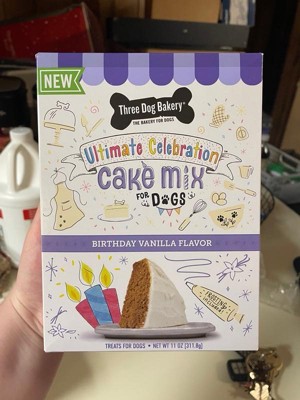 NEW
Three Dog Bakery
THE BAKERY FOR DOGS
Ultimate Celebration
cake mix
FOR DOGS
BIRTHDAY VANILLA FLAVOR
FROSTING
INCLUDED!
TREATS FOR DOGS • NET WT 11 OZ (311.8g)